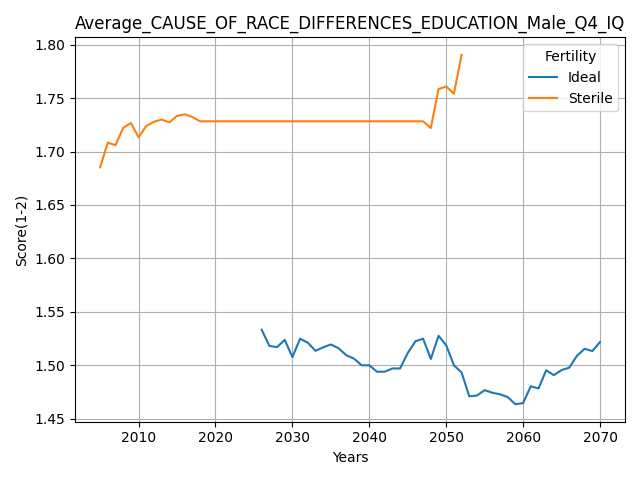 Average_CAUSE_OF_RACE_DIFFERENCES_EDUCATION_Male_Q4_IQ
Fertility
Ideal
Sterile
Score(1-2)
1.80
1.75
1.70
1.65
1.60
1.55
1.50
1.45
2010 2020 2030 2040 2050 2060 2070
Years